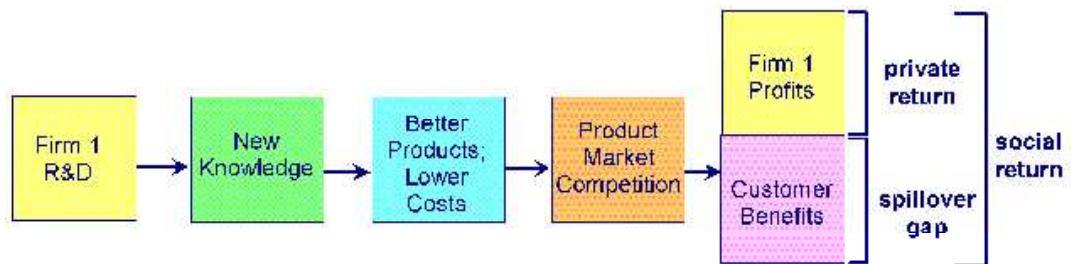 Firm 1
R&D
New
Knowledge
Better
Products;
Lower
Costs
Product
Market
Competition
Firm 1
Profits
Customer
Benefits
private
return
spillover
gap
social
return